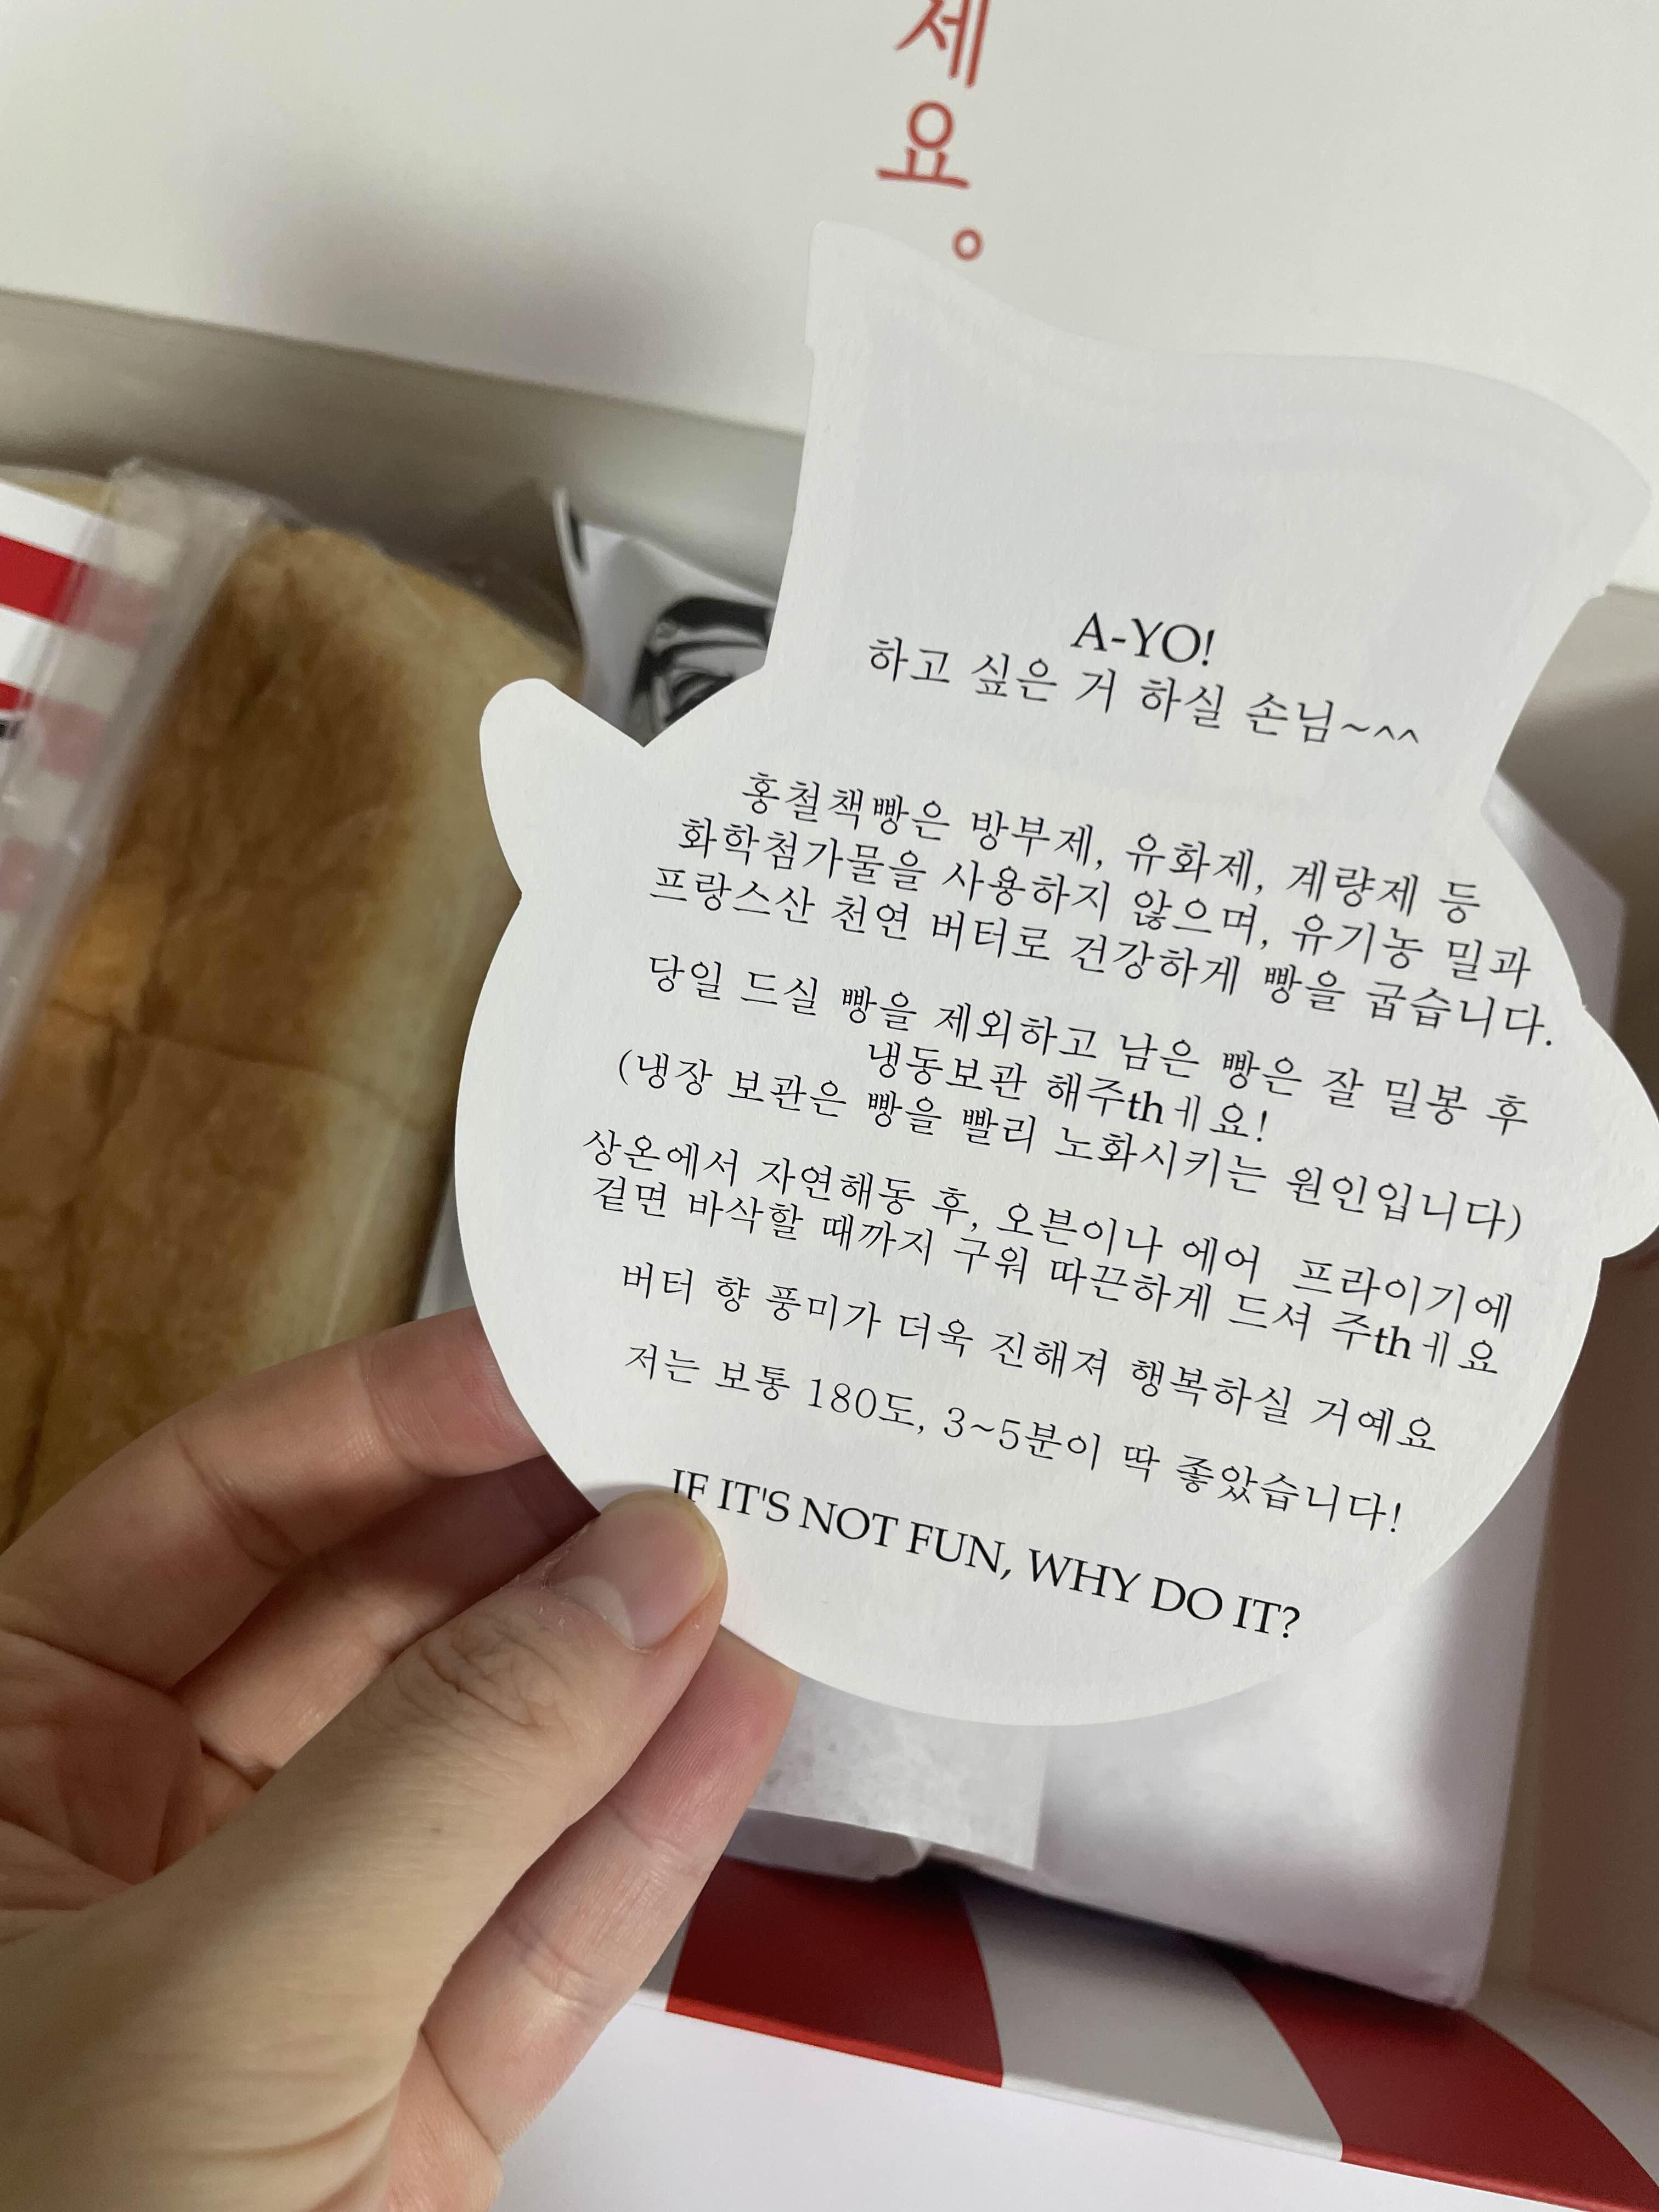 세
요。
A-YO!
하고 싶은 거 하실 손님~^^
홍철책빵은 방부제, 유화제, 계량제 등
화학첨가물을 사용하지 않으며, 유기농 밀과
프랑스산 천연 버터로 건강하게 빵을 굽습니다.
당일 드실 빵을 제외하고 남은 빵은 잘 밀봉 후
냉동보관 해주thㅔ요!
(냉장 보관은 빵을 빨리 노화시키는 원인입니다)
상온에서 자연해동 후, 오븐이나 에어 프라이기에
겉면 바삭할 때까지 구워 따끈하게 드셔 주thㅔ요
버터 향 풍미가 더욱 진해져 행복하실 거예요
저는 보통 180도, 3~5분이 딱 좋았습니다!
IF IT'S NOT FUN, WHY DO IT?